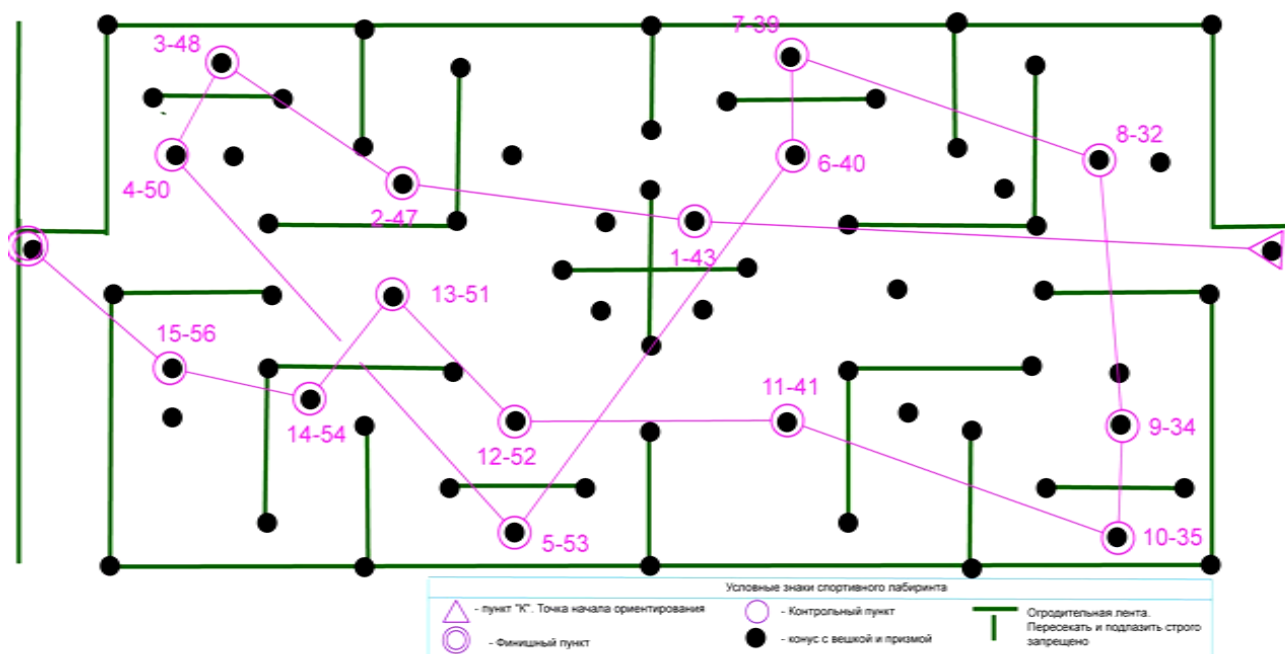 7-39
3-48
8-32
4-50
6-40
2-47
1-43
13-51
15-56
11-41
14-54
12-52
9-34
5-53
10-35
Условные знаки спортивного лабиринта
- пункт "К". Точка начала ориентирования
- Контрольный пункт
Огродительная лента.
Пересекать и подлазить строго
запрещено
- Финишный пункт
- конус с вешкой и призмой